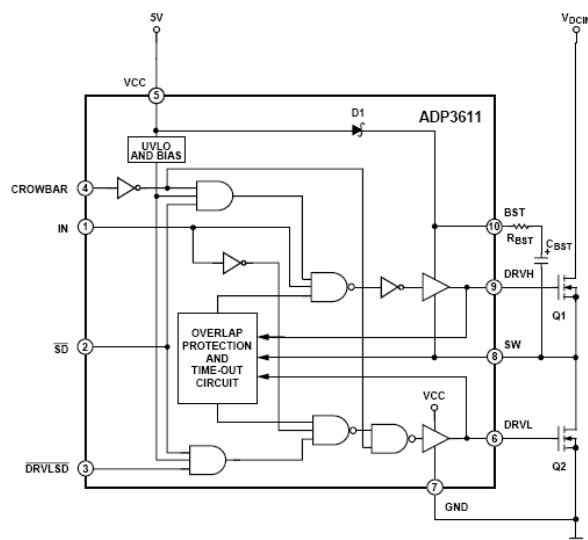 5V
VDCIN
VCC
5
D1
ADP3611
UVLO
AND BIAS
CROWBAR
4
IN
1
10
BST
RBST
+
CBST
DRVH
9
Q1
OVERLAP
PROTECTION
AND
TIME-OUT
CIRCUIT
SD
2
8
SW
VCC
DRVL
6
DRVLSD
3
Q2
7
GND